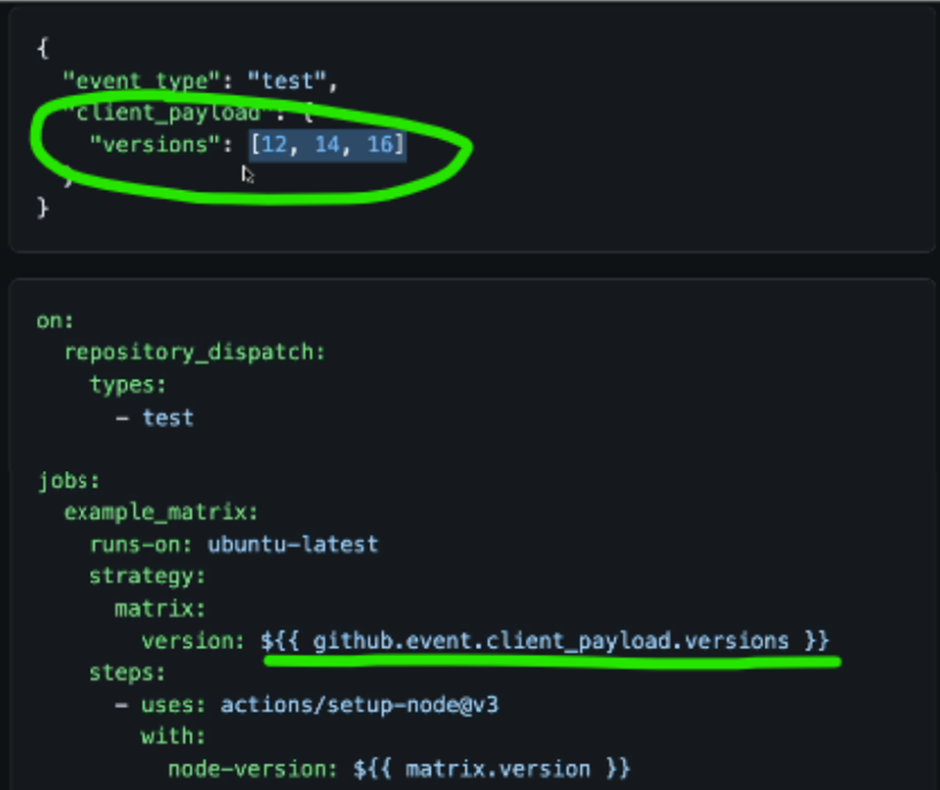 {
"event_type": "test",
"client_payload": {
"versions": [12, 14, 16]
}
}
on:
repository_dispatch:
types:
- test
jobs:
example_matrix:
runs-on: ubuntu-latest
strategy:
matrix:
version: ${{ github.event.client_payload.versions }}
steps:
- uses: actions/setup-node@v3
with:
node-version: ${{ matrix.version }}